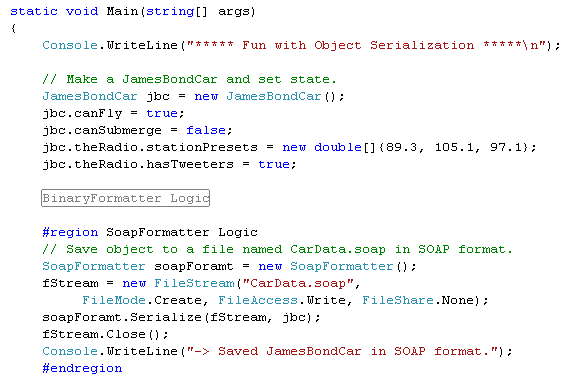 static void Main(string[] args)
{
Console.WriteLine("***** Fun with Object Serialization *****\n");
// Make a JamesBondCar and set state.
JamesBondCar jbc = new JamesBondCar();
jbc.canFly = true;
jbc.canSubmerge = false;
jbc.theRadio.stationPresets = new double[]{89.3, 105.1, 97.1};
jbc.theRadio.hasTweeters = true;
BinaryFormatter Logic
#region SoapFormatter Logic
// Save object to a file named CarData.soap in SOAP format.
SoapFormatter soapForamt = new SoapFormatter();
fStream = new FileStream("CarData.soap",
FileMode.Create, FileAccess.Write, FileShare.None);
soapForamt.Serialize(fStream, jbc);
fStream.Close();
Console.WriteLine("-> Saved JamesBondCar in SOAP format.");
#endregion